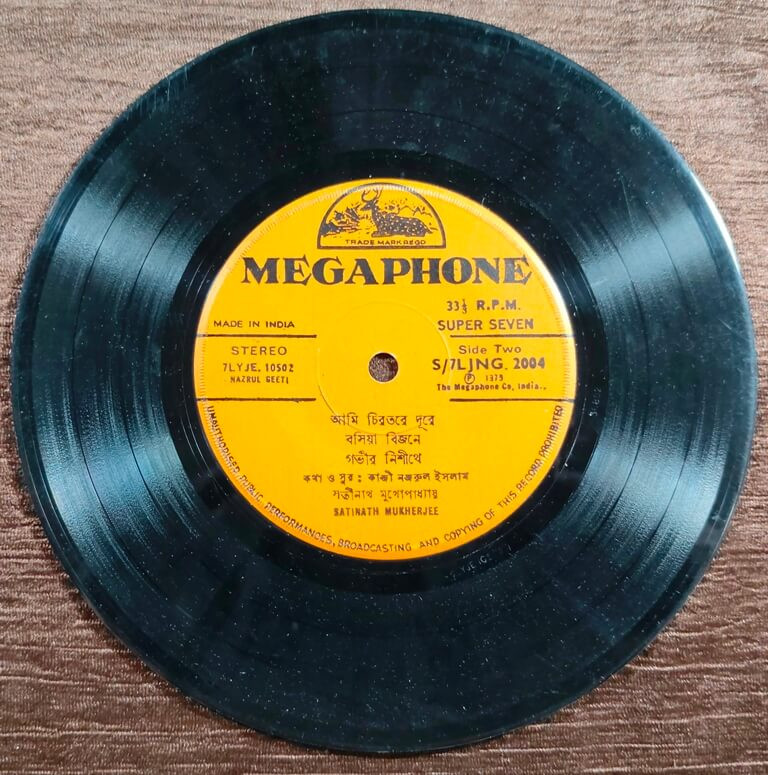 TRADE MARK REGD
MEGAPHONE
33⅓ R.P.M.
MADE IN INDIA
SUPER SEVEN
STEREO
Side Two
7LYJE. 10502
S/7LJNG. 2004
NAZRUL GEETI
Ⓟ 1975
The Megaphone Co, India.,
আমি চিরতরে দূরে
বসিয়া বিজনে
গভীর নিশীথে
কথা ও সুর : কাজী নজরুল ইসলাম
সতীনাথ মুখোপাধ্যায়
SATINATH MUKHERJEE
UNAUTHORISED PUBLIC PERFORMANCES, BROADCASTING AND COPYING OF THIS RECORD PROHIBITED